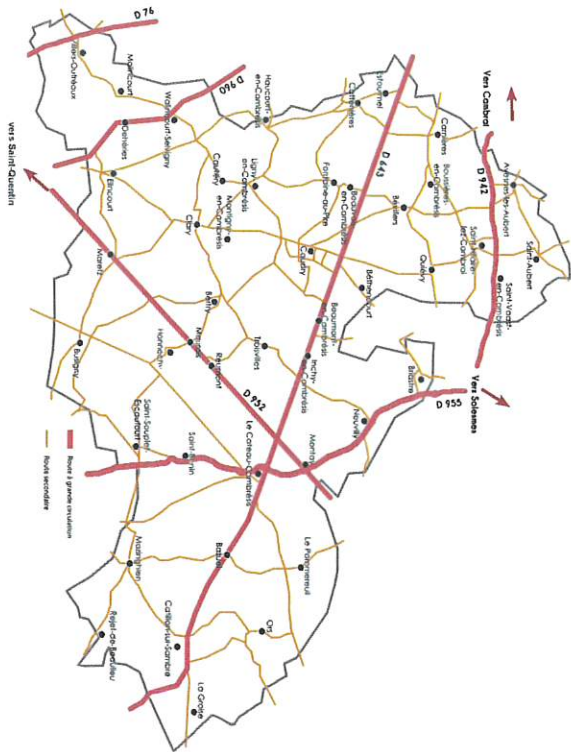 D 76
Villers-Outréaux
Malincourt
D 960
Walincourt-Selvigny
Dehéries
Élincourt
vers Saint-Quentin
Haucourt-
en-Cambrésis
Ligny-
en-Cambrésis
Caullery
Montigny-
en-Cambrésis
Clary
Maretz
Estourmel
Cattenières
Carnières
Boussières-
en-Cambrésis
Fontaine-au-Pire
Beauvois-
en-Cambrésis
Bévillers
D 643
Vers Cambrai
D 942
Avesnes-les-Aubert
Saint-Aubert
Saint-Hilaire-
lez-Cambrai
Saint-Vaast-
en-Cambrésis
Quiévy
Béthencourt
Caudry
Beaumont-
en-Cambrésis
Inchy-
en-Cambrésis
Troisvilles
Bertry
Maurois
Honnechy
Reumont
Busigny
D 952
Briastre
Vers Solesmes
D 955
Neuvilly
Montay
Le Cateau-Cambrésis
Saint-Benin
Saint-Souplet-
Escaufourt
Le Pommereuil
Bazuel
Mazinghien
Ors
Catillon-sur-Sambre
Rejet-de-Beaulieu
La Groise
Route à grande circulation
Route secondaire